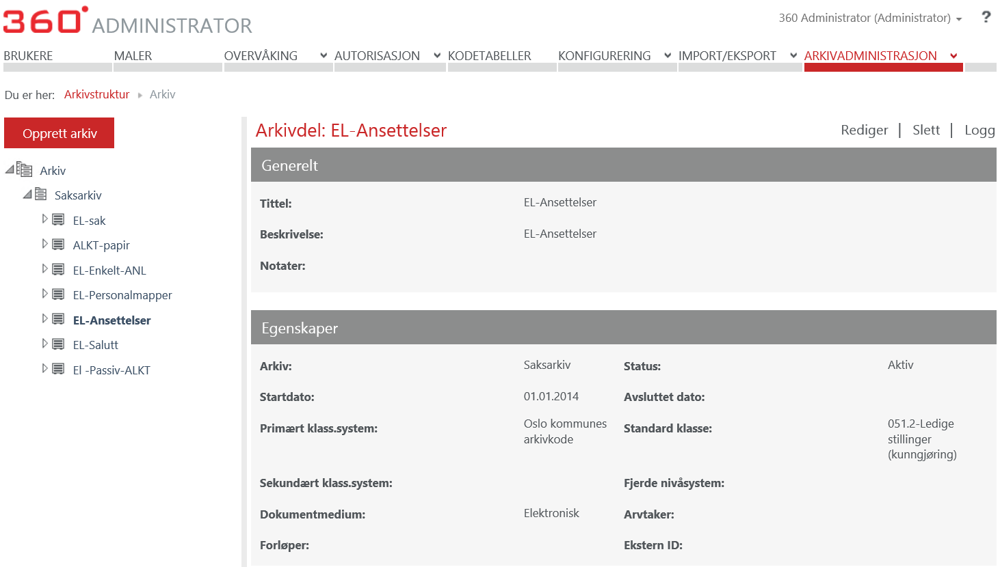 360° ADMINISTRATOR
360 Administrator (Administrator)
?
BRUKERE MALER OVERVÅKING AUTORISASJON KODETABELLER KONFIGURERING IMPORT/EKSPORT ARKIVADMINISTRASJON
Du er her: Arkivstruktur Arkiv
Opprett arkiv
Arkiv
Saksarkiv
EL-sak
ALKT-papir
EL-Enkelt-ANL
EL-Personalmapper
EL-Ansettelser
EL-Salutt
El -Passiv-ALKT
Arkivdel: EL-Ansettelser
Rediger | Slett | Logg
Generelt
Tittel: EL-Ansettelser
Beskrivelse: EL-Ansettelser
Notater:
Egenskaper
Arkiv: Saksarkiv Status: Aktiv
Startdato: 01.01.2014 Avsluttet dato:
Primært klass.system: Oslo kommunes arkivkode Standard klasse: 051.2-Ledige
stillinger
(kunngjøring)
Sekundært klass.system: Fjerde nivåsystem:
Dokumentmedium: Elektronisk Arvtaker:
Forløper: Ekstern ID: